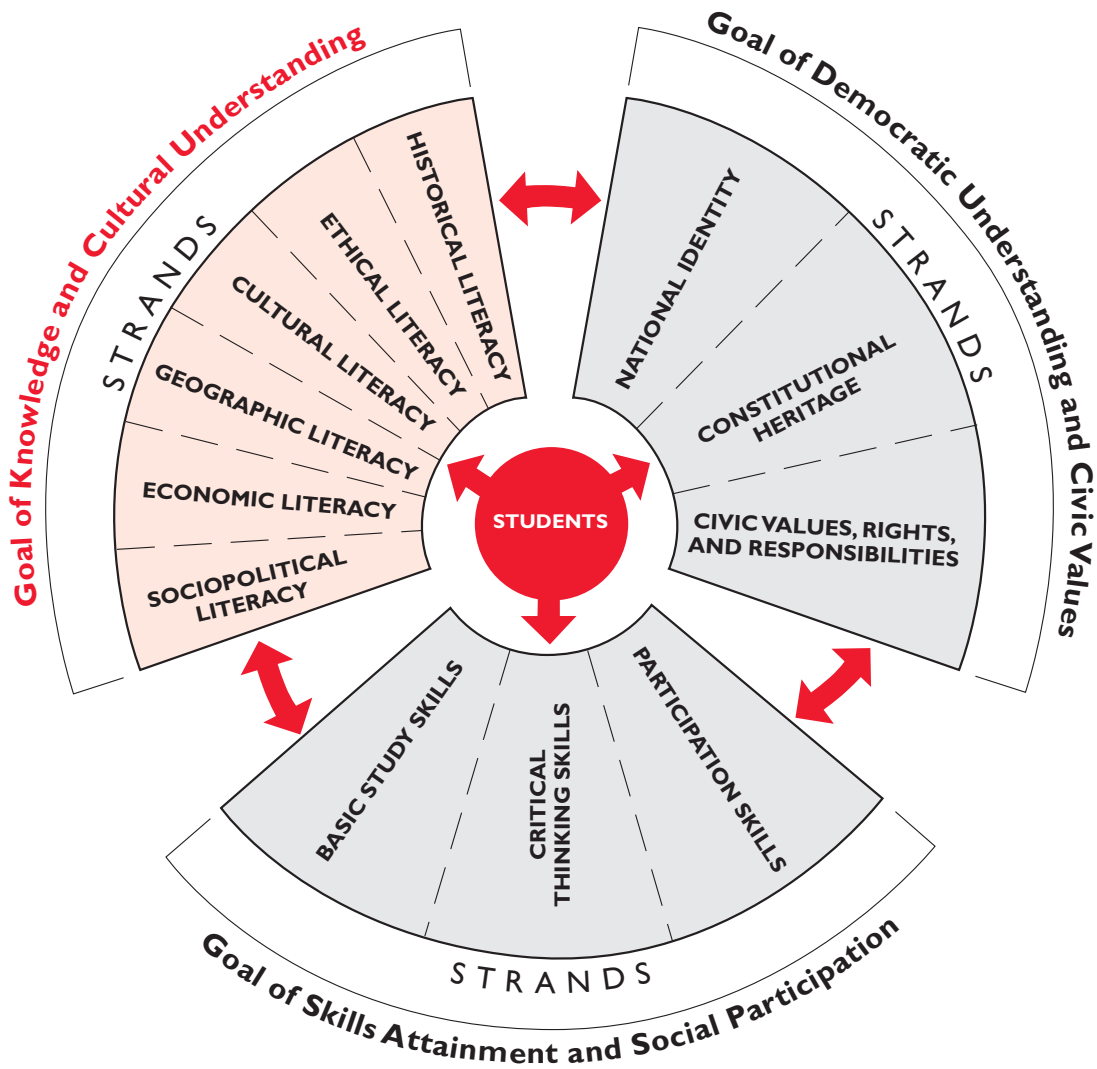 Goal of Knowledge and Cultural Understanding
STRANDS
HISTORICAL LITERACY
ETHICAL LITERACY
CULTURAL LITERACY
GEOGRAPHIC LITERACY
ECONOMIC LITERACY
SOCIOPOLITICAL
LITERACY
Goal of Democratic Understanding and Civic Values
STRANDS
NATIONAL IDENTITY
CONSTITUTIONAL
HERITAGE
CIVIC VALUES, RIGHTS,
AND RESPONSIBILITIES
STUDENTS
BASIC STUDY SKILLS
CRITICAL
THINKING SKILLS
PARTICIPATION SKILLS
STRANDS
Goal of Skills Attainment and Social Participation